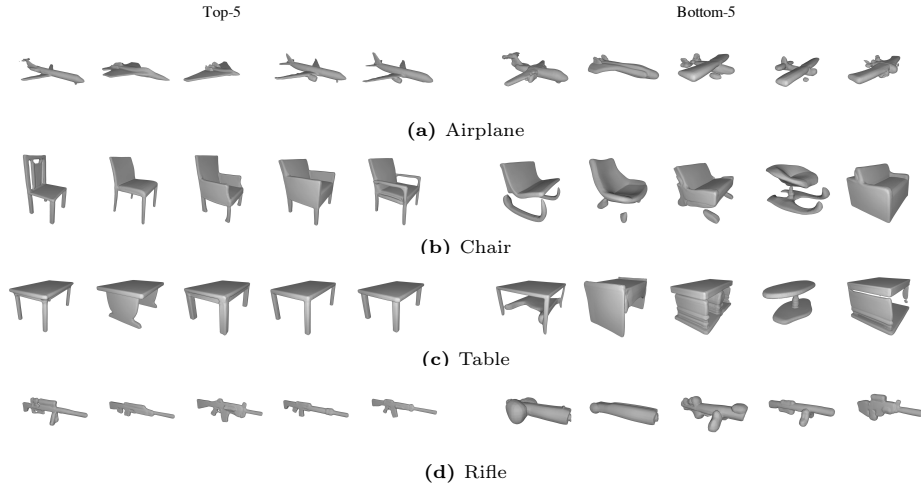 Top-5
Bottom-5
(a) Airplane
(b) Chair
(c) Table
(d) Rifle